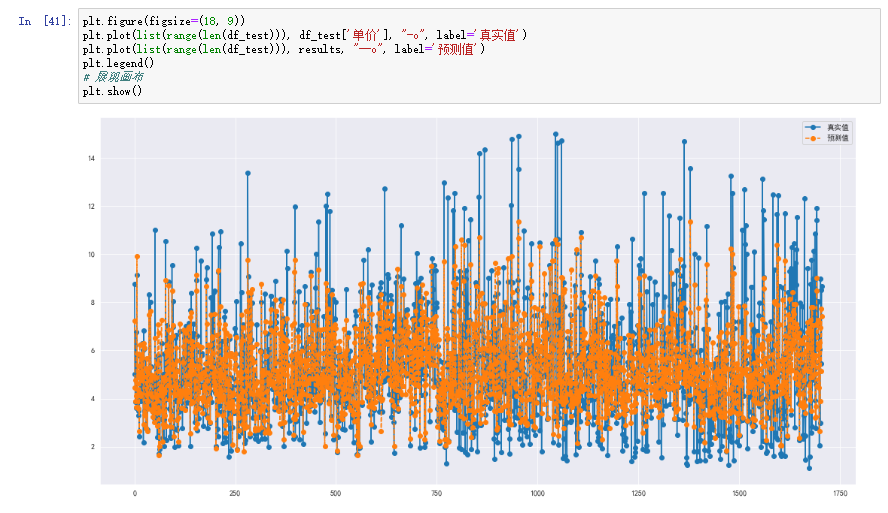 In [41]:
plt.figure(figsize=(18, 9))
plt.plot(list(range(len(df_test))), df_test['单价'], "-o", label='真实值')
plt.plot(list(range(len(df_test))), results, "--o", label='预测值')
plt.legend()
# 展现画布
plt.show()
真实值
预测值
14
12
10
8
6
4
2
0 250 500 750 1000 1250 1500 1750